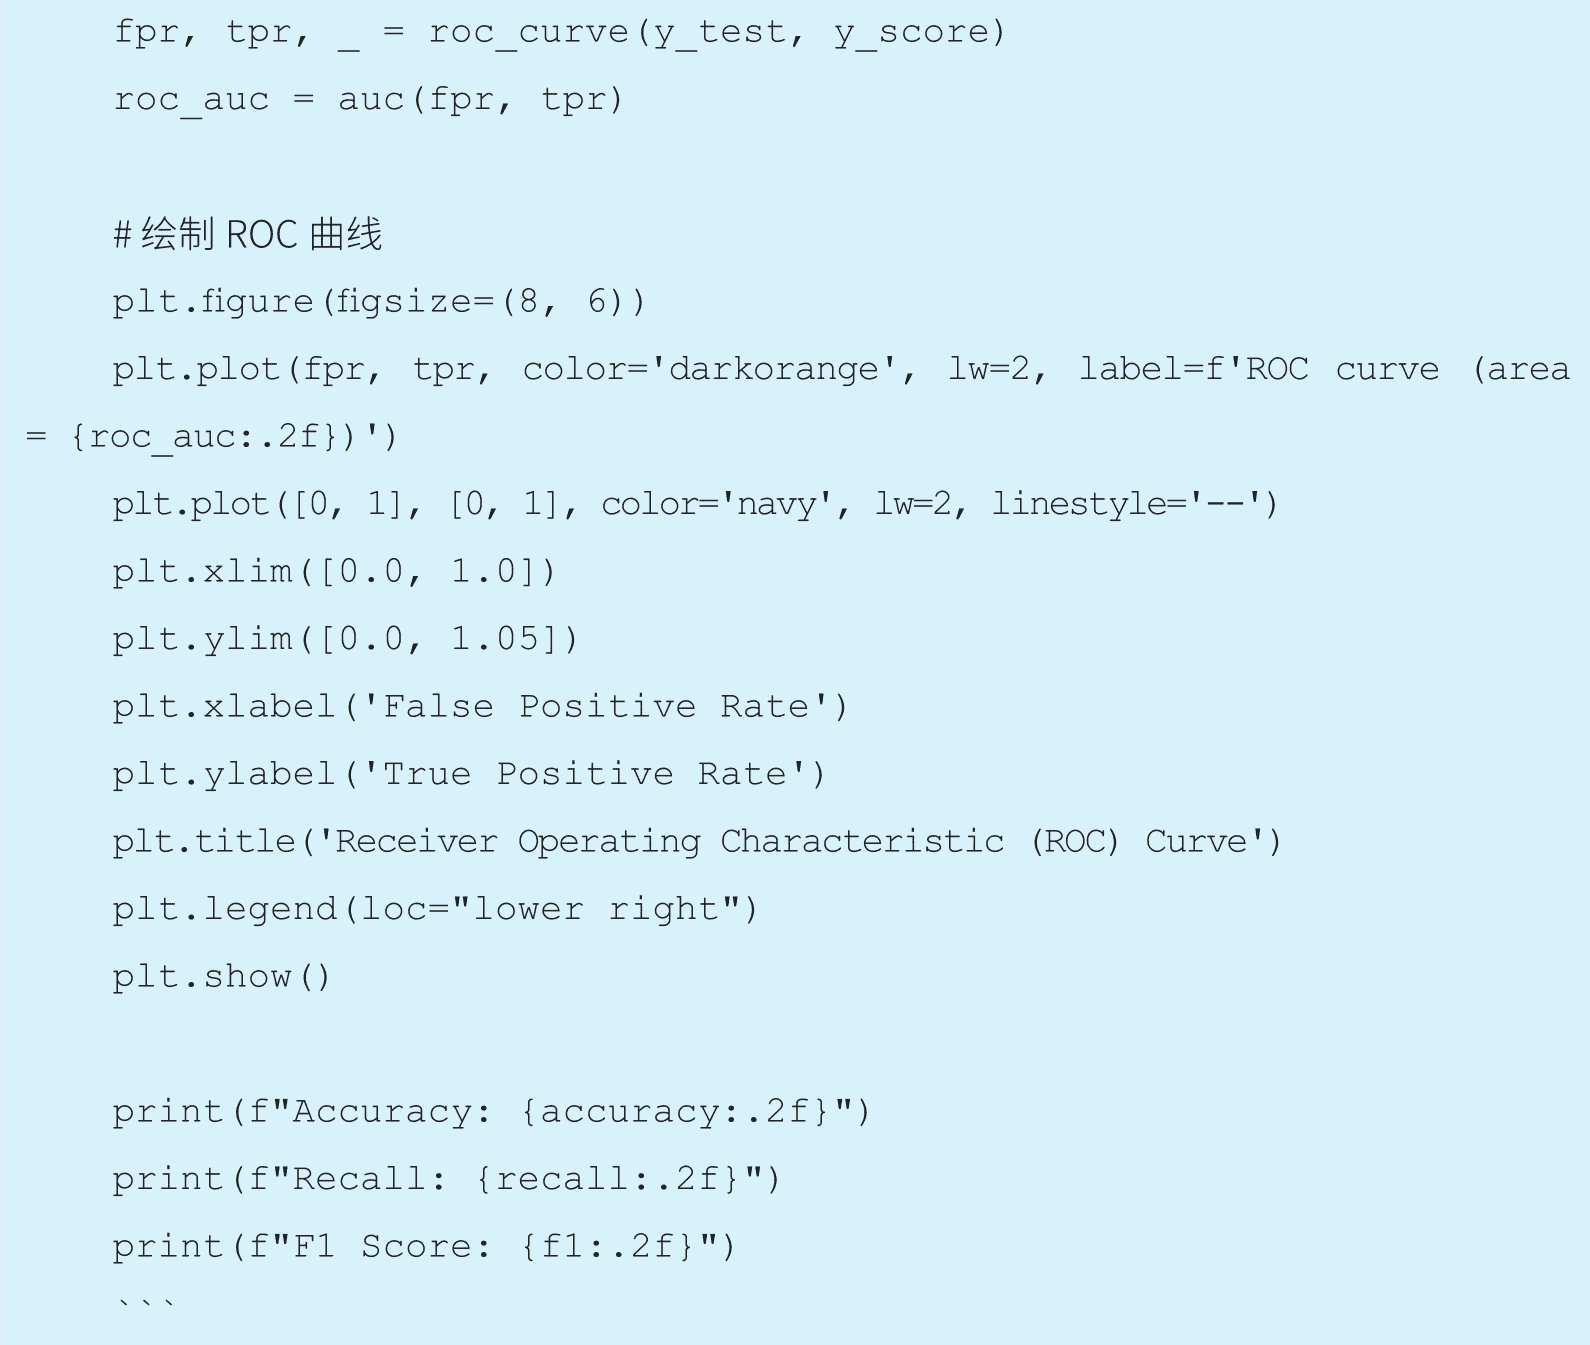 fpr, tpr, _ = roc_curve(y_test, y_score)
roc_auc = auc(fpr, tpr)
# 绘制 ROC 曲线
plt.figure(figsize=(8, 6))
plt.plot(fpr, tpr, color='darkorange', lw=2, label=f'ROC curve (area
= {roc_auc:.2f})')
plt.plot([0, 1], [0, 1], color='navy', lw=2, linestyle='--')
plt.xlim([0.0, 1.0])
plt.ylim([0.0, 1.05])
plt.xlabel('False Positive Rate')
plt.ylabel('True Positive Rate')
plt.title('Receiver Operating Characteristic (ROC) Curve')
plt.legend(loc="lower right")
plt.show()
print(f"Accuracy: {accuracy:.2f}")
print(f"Recall: {recall:.2f}")
print(f"F1 Score: {f1:.2f}")
```